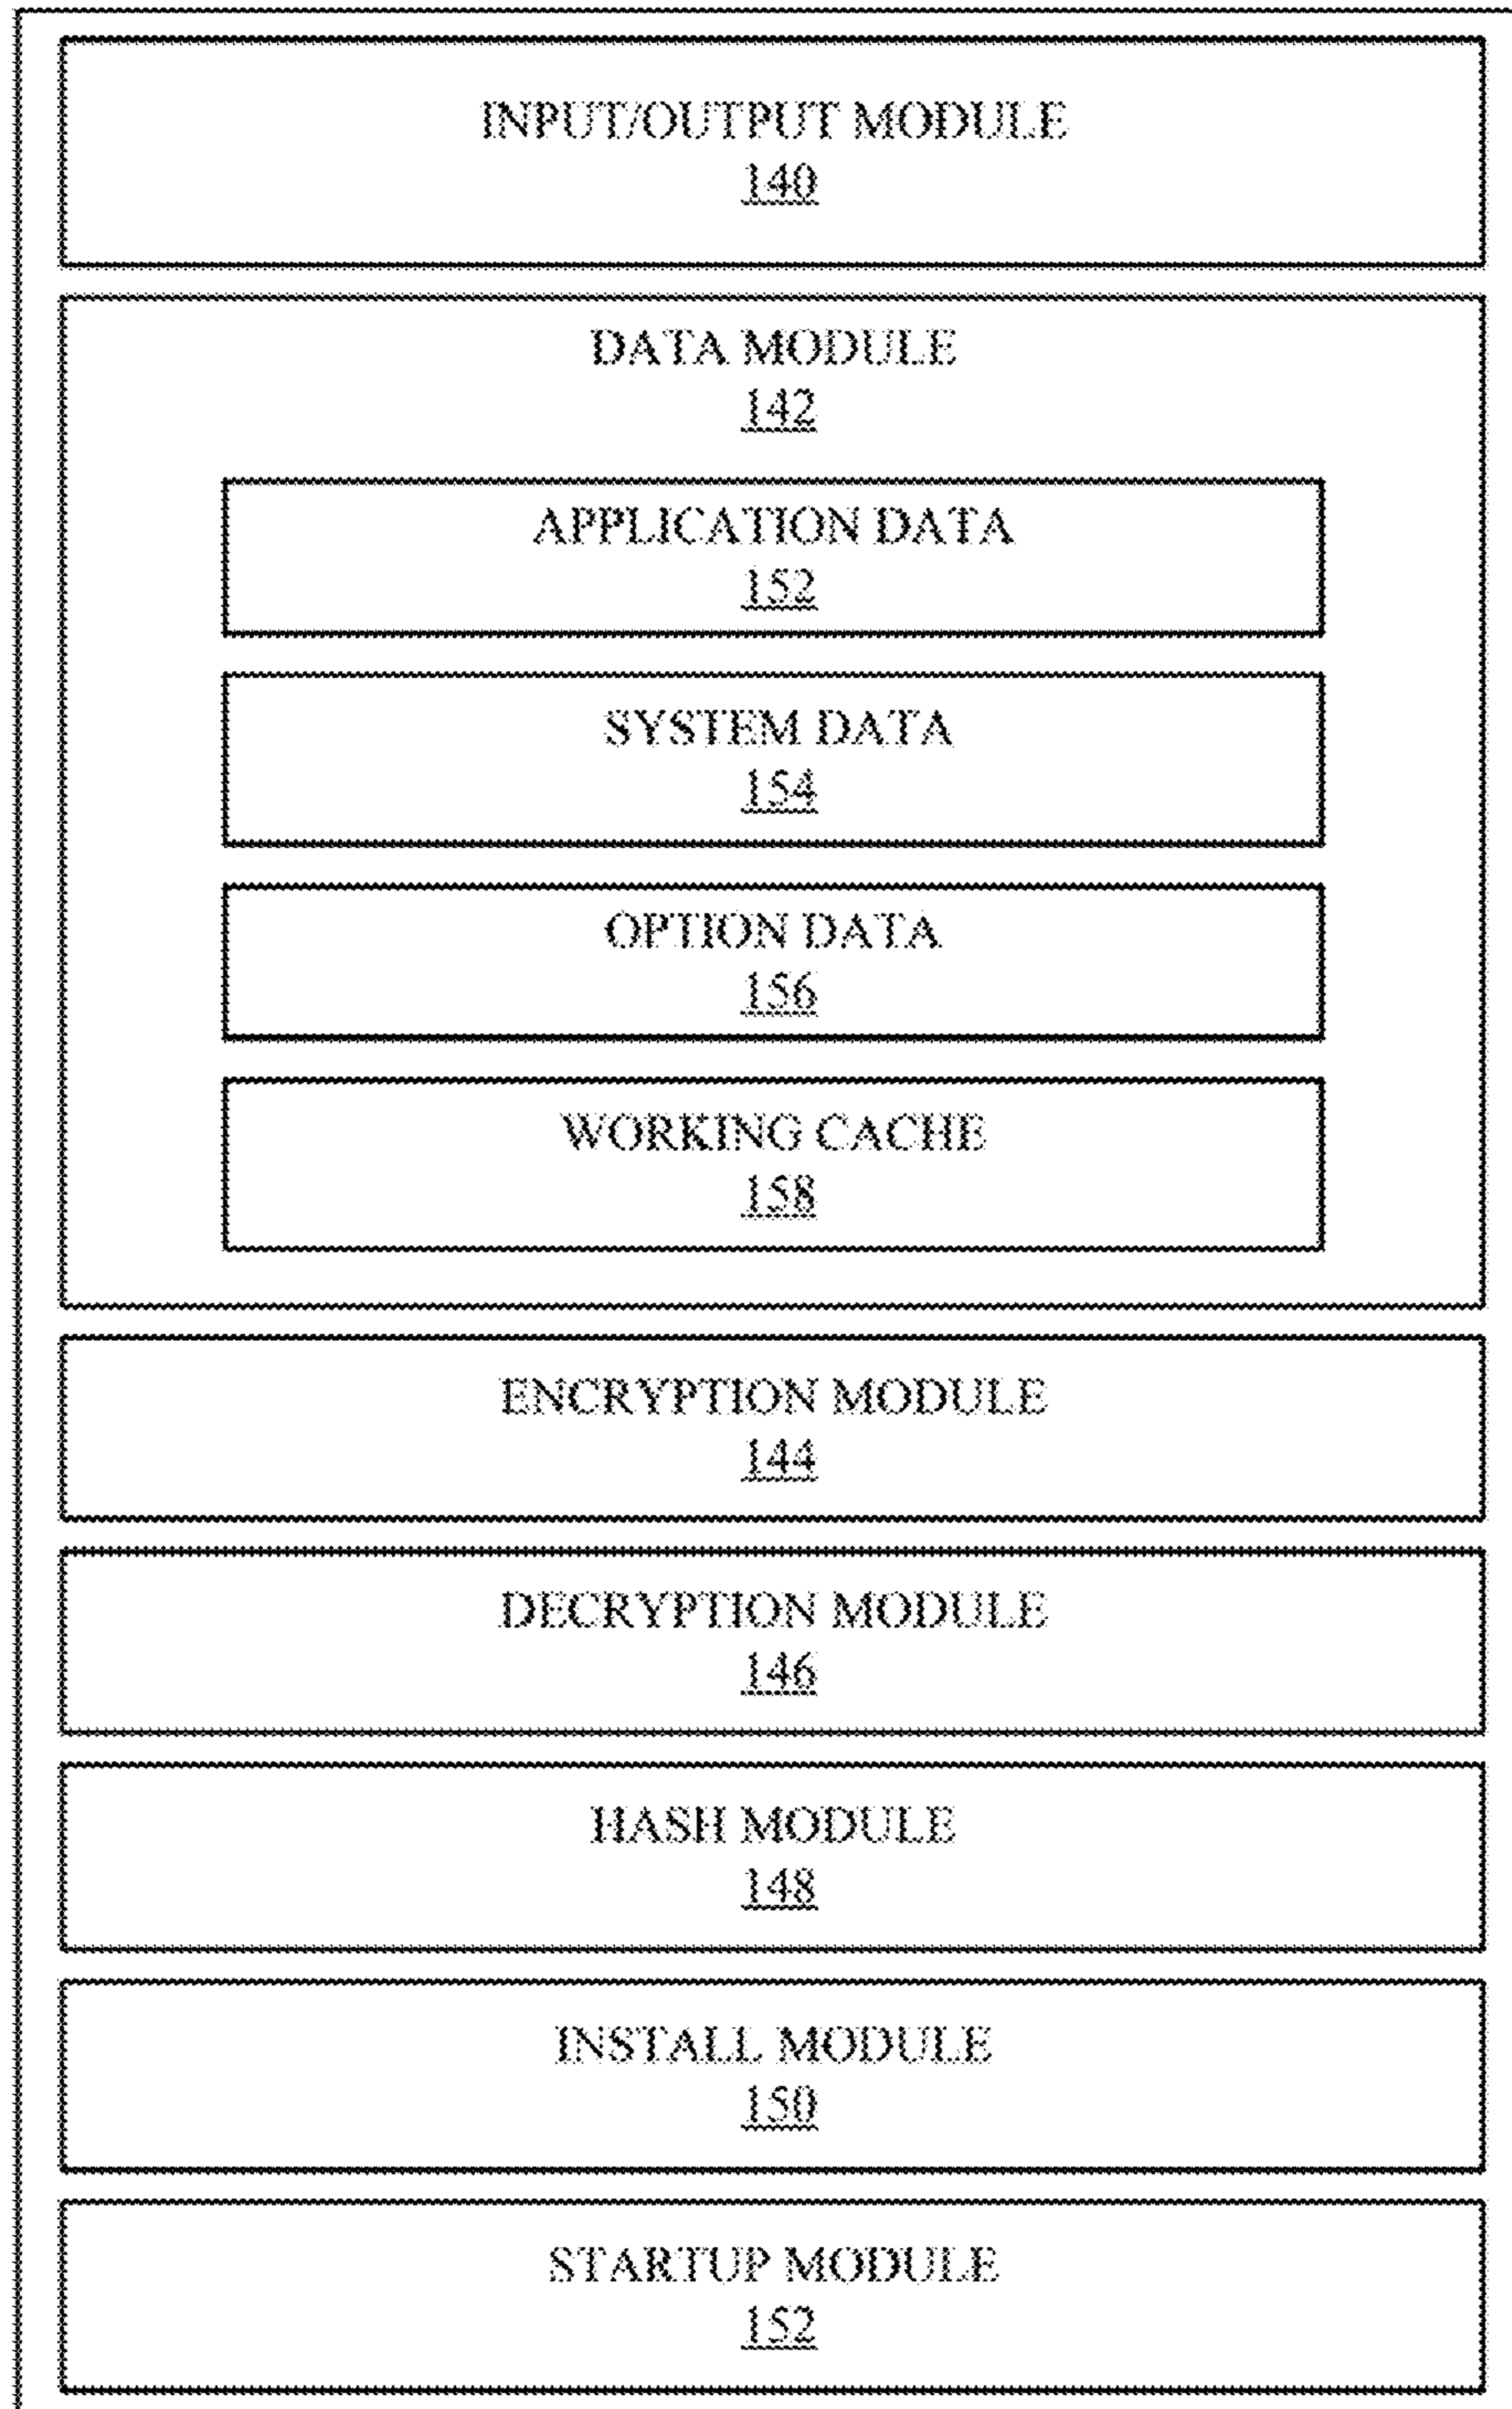 INPUT/OUTPUT MODULE
140
DATA MODULE
142
APPLICATION DATA
152
SYSTEM DATA
154
OPTION DATA
156
WORKING CACHE
158
ENCRYPTION MODULE
144
DECRYPTION MODULE
146
HASH MODULE
148
INSTALL MODULE
150
STARTUP MODULE
152